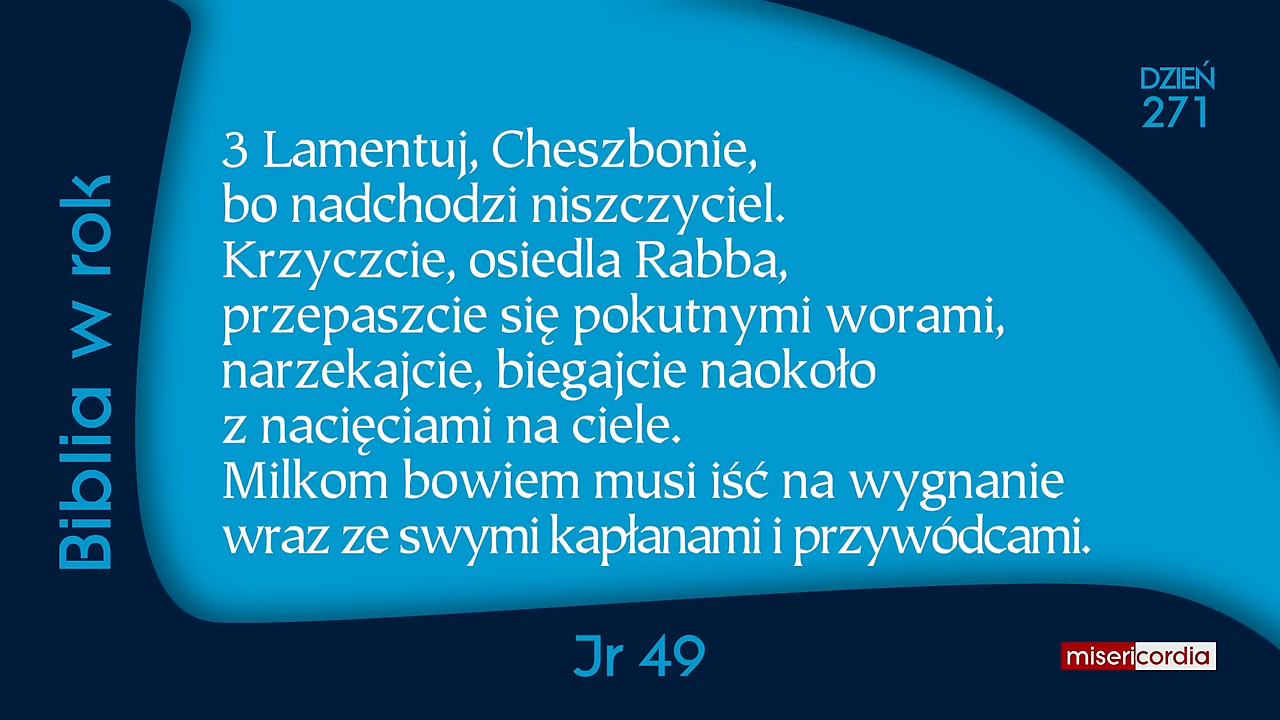 Biblia w rok
DZIEŃ
271
3 Lamentuj, Cheszbonie,
bo nadchodzi niszczyciel.
Krzyczcie, osiedla Rabba,
przepaszcie się pokutnymi worami,
narzekajcie, biegajcie naokoło
z nacięciami na ciele.
Milkom bowiem musi iść na wygnanie
wraz ze swymi kapłanami i przywódcami.
Jr 49
misericordia